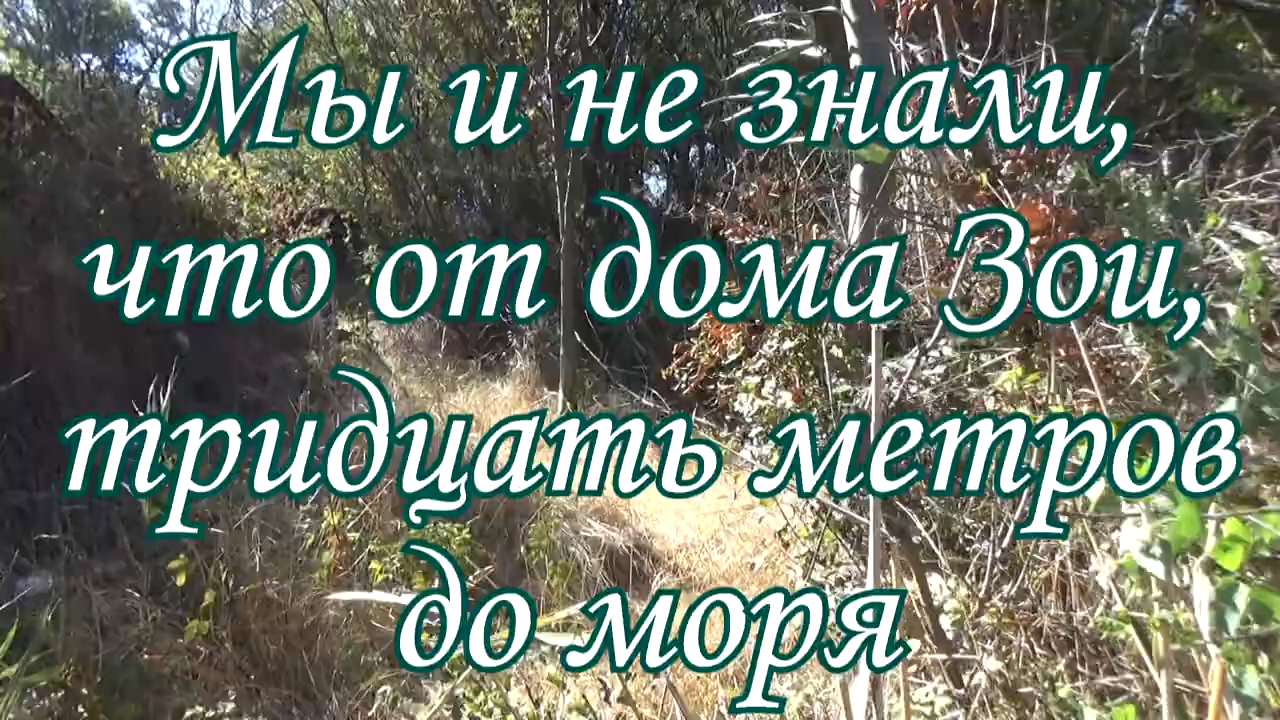 Мы и не знали,
что от дома Зои,
тридцать метров
до моря